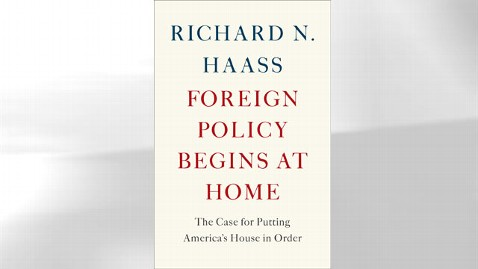 RICHARD N.
HAASS
FOREIGN
POLICY
BEGINS AT
HOME
The Case for Putting
America's House in Order